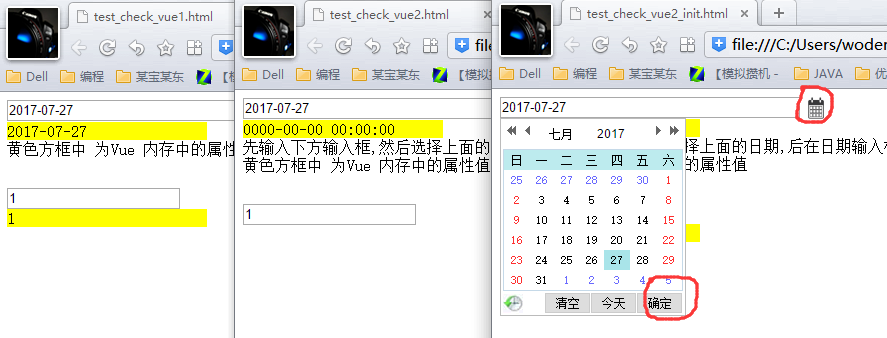 test_check_vue1.html
Dell 编程 某宝某东 【模
2017-07-27
2017-07-27
黄色方框中 为Vue 内存中的属性
1
1
test_check_vue2.html
file
Dell 编程 某宝某东 【模
2017-07-27
0000-00-00 00:00:00
先输入下方输入框,然后选择上面的
黄色方框中 为Vue 内存中的属性值
1
test_check_vue2_init.html
file:///C:/Users/woder
Dell 编程 某宝某东 【模拟攒机 - JAVA 优
2017-07-27
择上面的日期,后在日期输入
的属性值
七月 2017
日 一 二 三 四 五 六
25 26 27 28 29 30 1
2 3 4 5 6 7 8
9 10 11 12 13 14 15
16 17 18 19 20 21 22
23 24 25 26 27 28 29
30 31 1 2 3 4 5
清空 今天 确定